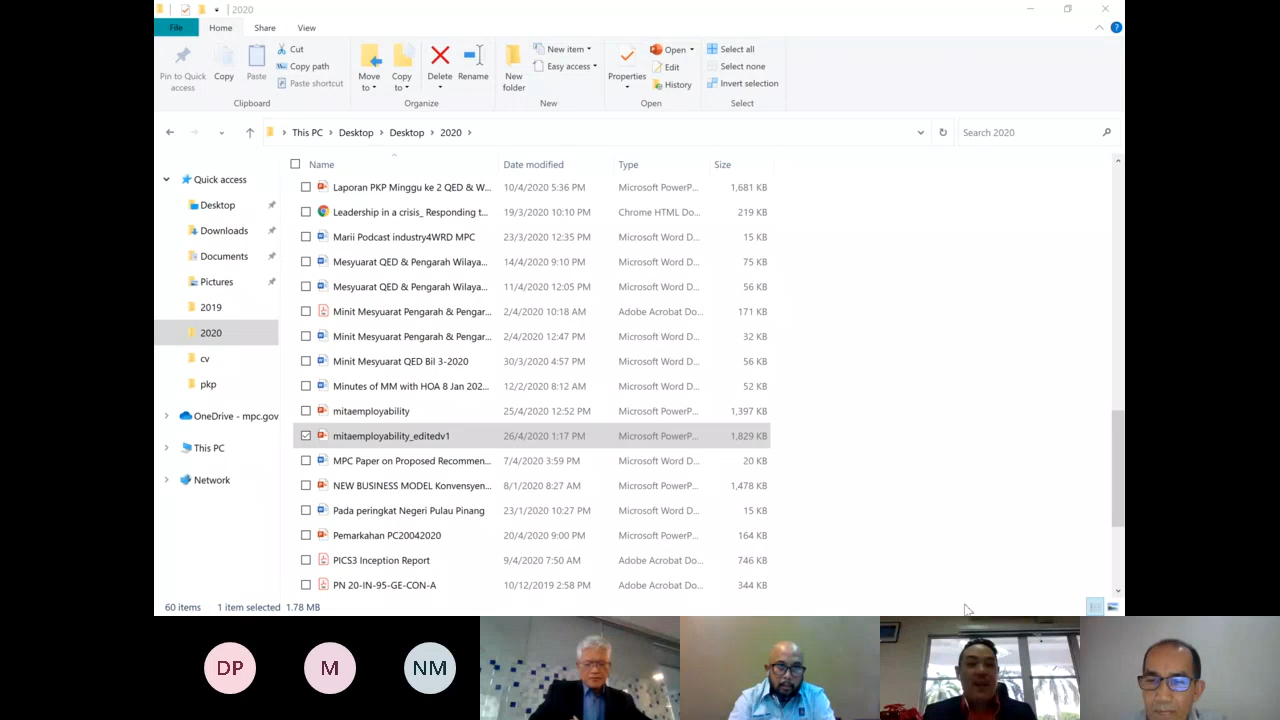 2020
File Home Share View
Pin to Quick access
Copy
Paste
Cut
Copy path
Paste shortcut
Clipboard
Move to
Copy to
Delete
Rename
Organize
New folder
New item
Easy access
New
Properties
Open
Edit
History
Open
Select all
Select none
Invert selection
Select
This PC > Desktop > Desktop > 2020 >
Search 2020
Quick access
Desktop
Downloads
Documents
Pictures
2019
2020
cv
pkp
OneDrive - mpc.gov
This PC
Network
Name Date modified Type Size
Laporan PKP Minggu ke 2 QED & W... 10/4/2020 5:36 PM Microsoft PowerP... 1,681 KB
Leadership in a crisis_ Responding t... 19/3/2020 10:10 PM Chrome HTML Do... 219 KB
Marii Podcast industry4WRD MPC 23/3/2020 12:35 PM Microsoft Word D... 15 KB
Mesyuarat QED & Pengarah Wilaya... 14/4/2020 9:10 PM Microsoft Word D... 75 KB
Mesyuarat QED & Pengarah Wilaya... 11/4/2020 12:05 PM Microsoft Word D... 56 KB
Minit Mesyuarat Pengarah & Pengar... 2/4/2020 10:18 AM Adobe Acrobat Do... 171 KB
Minit Mesyuarat Pengarah & Pengar... 2/4/2020 12:47 PM Microsoft Word D... 32 KB
Minit Mesyuarat QED Bil 3-2020 30/3/2020 4:57 PM Microsoft Word D... 56 KB
Minutes of MM with HOA 8 Jan 202... 12/2/2020 8:12 AM Microsoft Word D... 52 KB
mitaemployability 25/4/2020 12:52 PM Microsoft PowerP... 1,397 KB
mitaemployability_editedv1 26/4/2020 1:17 PM Microsoft PowerP... 1,829 KB
MPC Paper on Proposed Recommen... 7/4/2020 3:59 PM Microsoft Word D... 20 KB
NEW BUSINESS MODEL Konvensyen... 8/1/2020 8:27 AM Microsoft PowerP... 1,478 KB
Pada peringkat Negeri Pulau Pinang 23/1/2020 10:27 PM Microsoft Word D... 15 KB
Pemarkahan PC20042020 20/4/2020 9:00 PM Microsoft PowerP... 164 KB
PICS3 Inception Report 9/4/2020 7:50 AM Adobe Acrobat Do... 746 KB
PN 20-IN-95-GE-CON-A 10/12/2019 2:58 PM Adobe Acrobat Do... 344 KB
60 items 1 item selected 1.78 MB
DP M NM